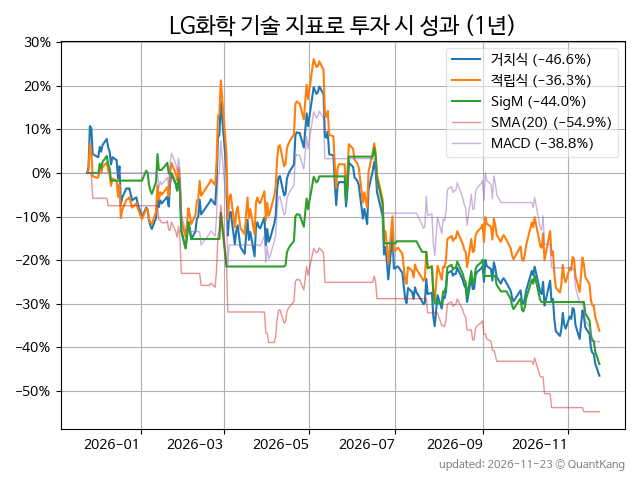 LG화학 기술 지표로 투자 시 성과 (1년)
30%
20%
10%
0%
−10%
−20%
−30%
−40%
−50%
거치식 (−46.6%)
적립식 (−36.3%)
SigM (−44.0%)
SMA(20) (−54.9%)
MACD (−38.8%)
2026-01
2026-03
2026-05
2026-07
2026-09
2026-11
updated: 2026-11-23 © QuantKang